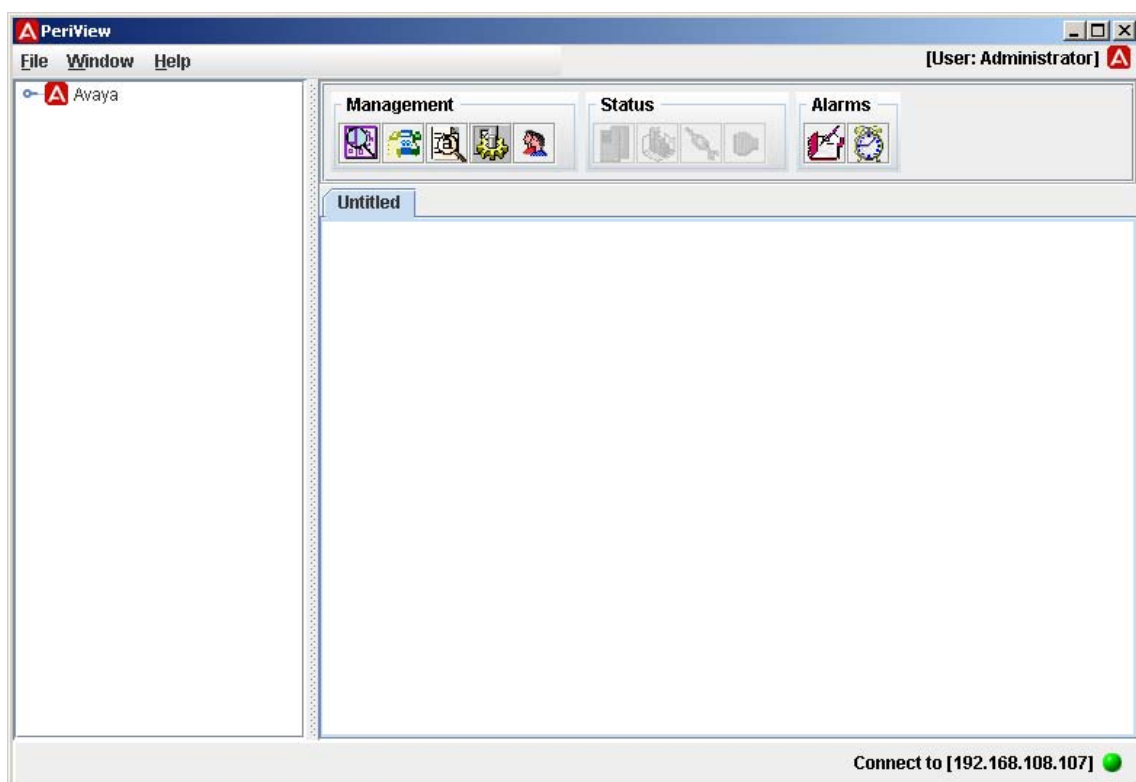 PeriView
File Window Help
[User: Administrator]
Avaya
Management
Status
Alarms
Untitled
Connect to [192.168.108.107]